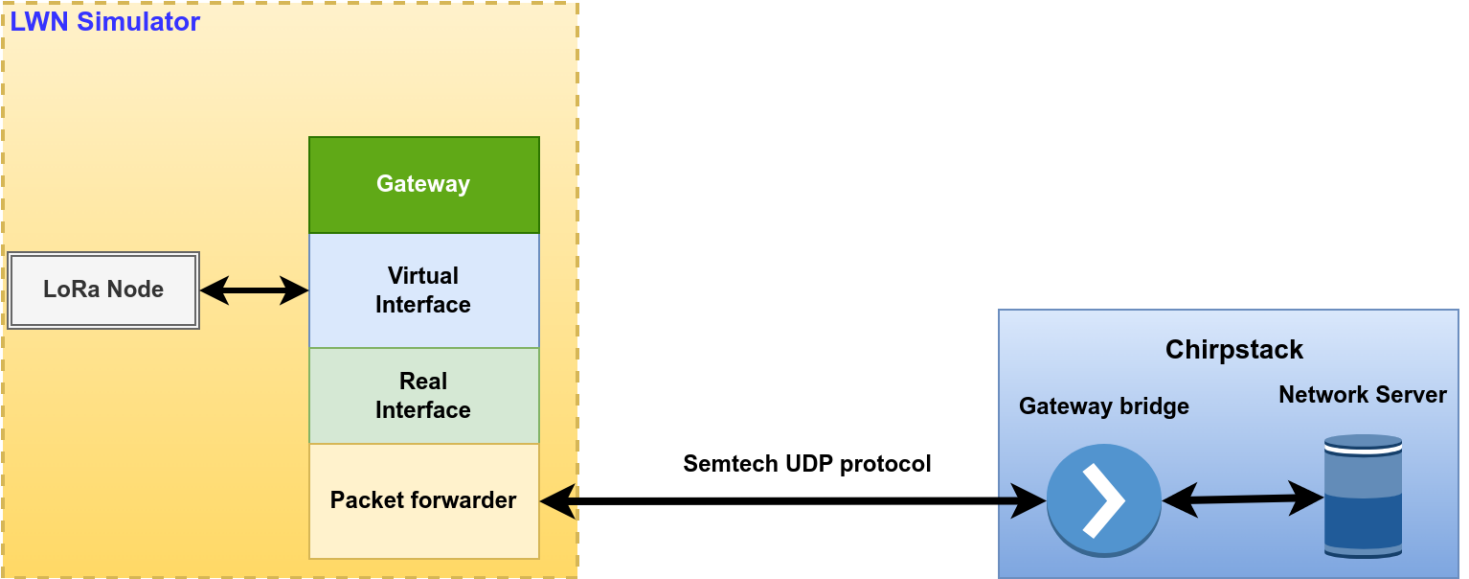 LWN Simulator
Gateway
LoRa Node
Virtual
Interface
Real
Interface
Packet forwarder
Semtech UDP protocol
Chirpstack
Gateway bridge
Network Server